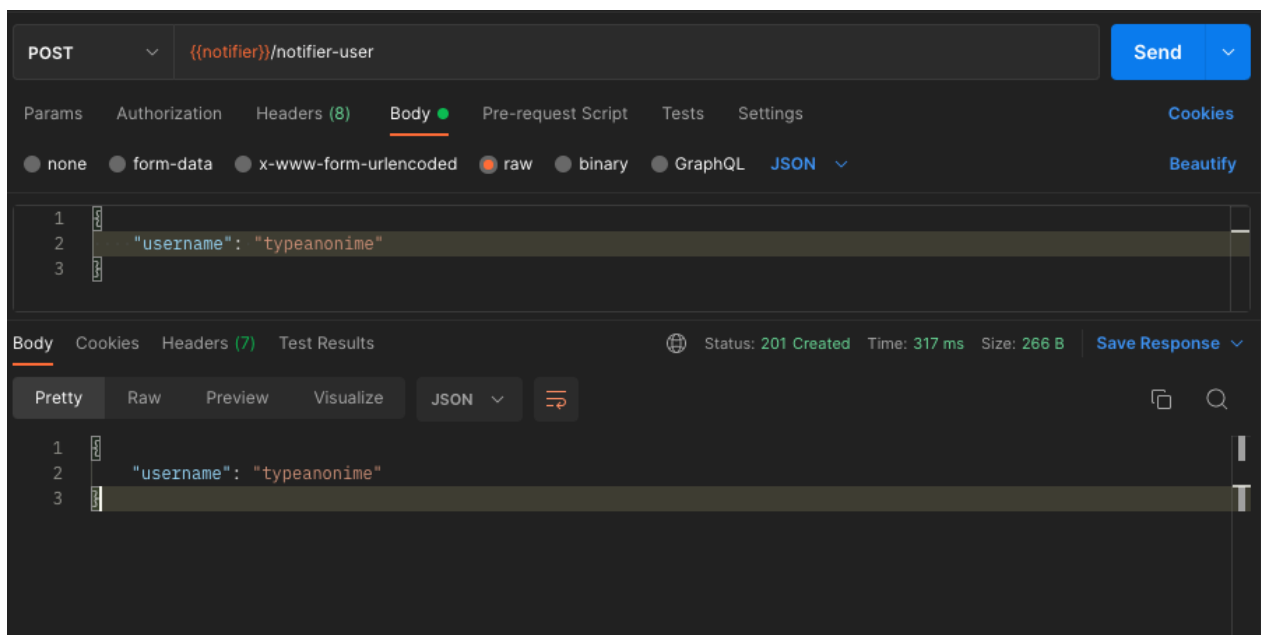 POST {{notifier}}/notifier-user Send
Params Authorization Headers (8) Body Pre-request Script Tests Settings Cookies
none form-data x-www-form-urlencoded raw binary GraphQL JSON Beautify
1 {
2 "username": "typeanonime"
3 }
Body Cookies Headers (7) Test Results Status: 201 Created Time: 317 ms Size: 266 B Save Response
Pretty Raw Preview Visualize JSON
1 {
2 "username": "typeanonime"
3 }